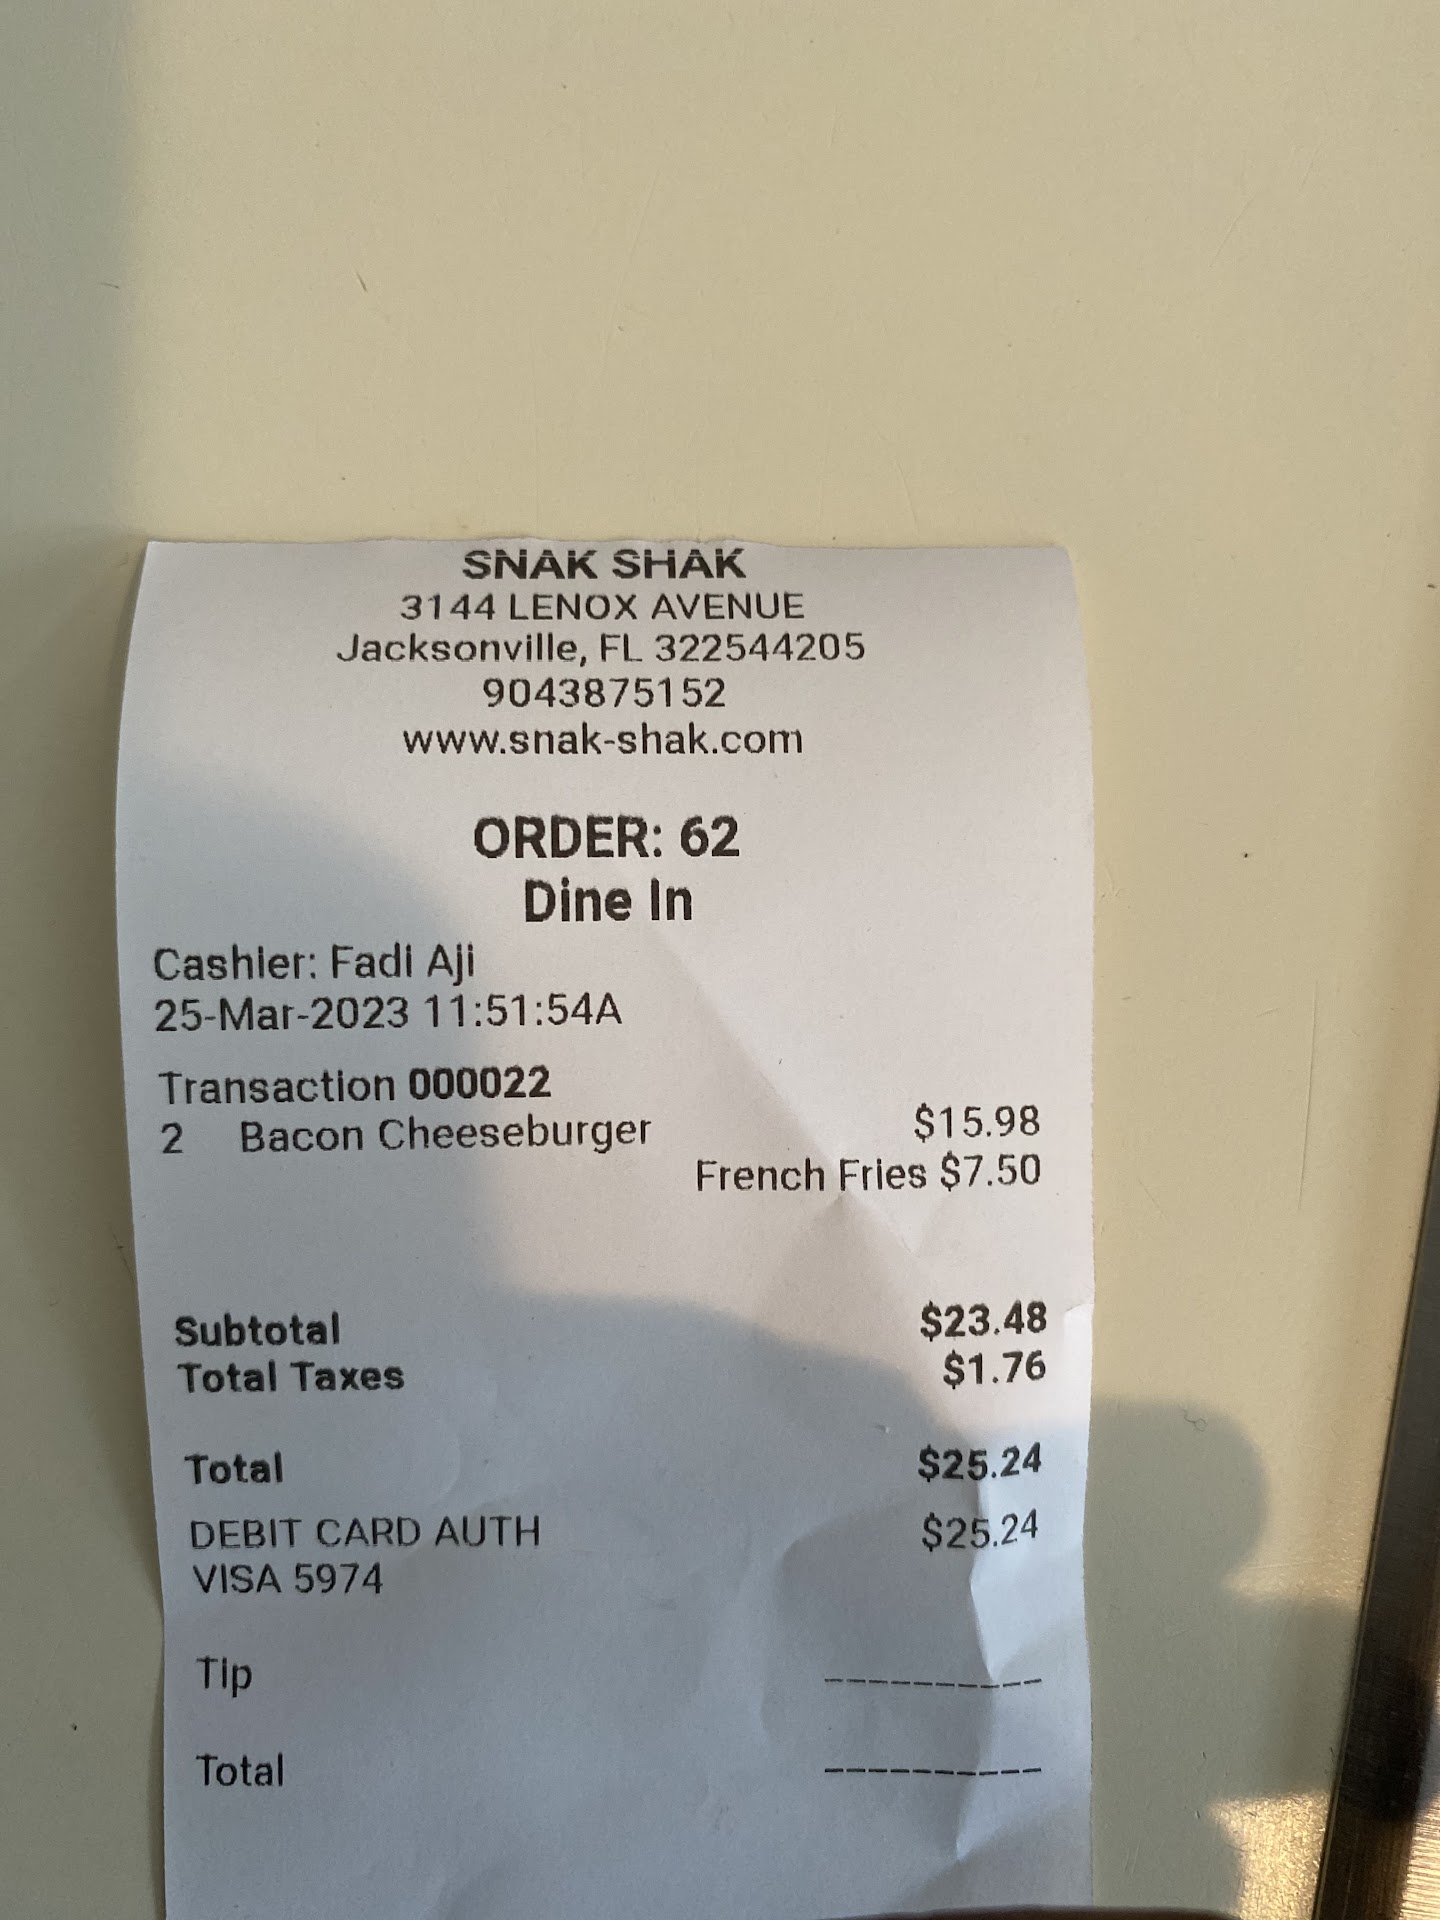 SNAK SHAK
3144 LENOX AVENUE
Jacksonville, FL 322544205
9043875152
www.snak-shak.com
ORDER: 62
Dine In
Cashier: Fadi Aji
25-Mar-2023 11:51:54A
Transaction 000022
2 Bacon Cheeseburger $15.98
French Fries $7.50
Subtotal $23.48
Total Taxes $1.76
Total $25.24
DEBIT CARD AUTH $25.24
VISA 5974
Tip ----------
Total ----------